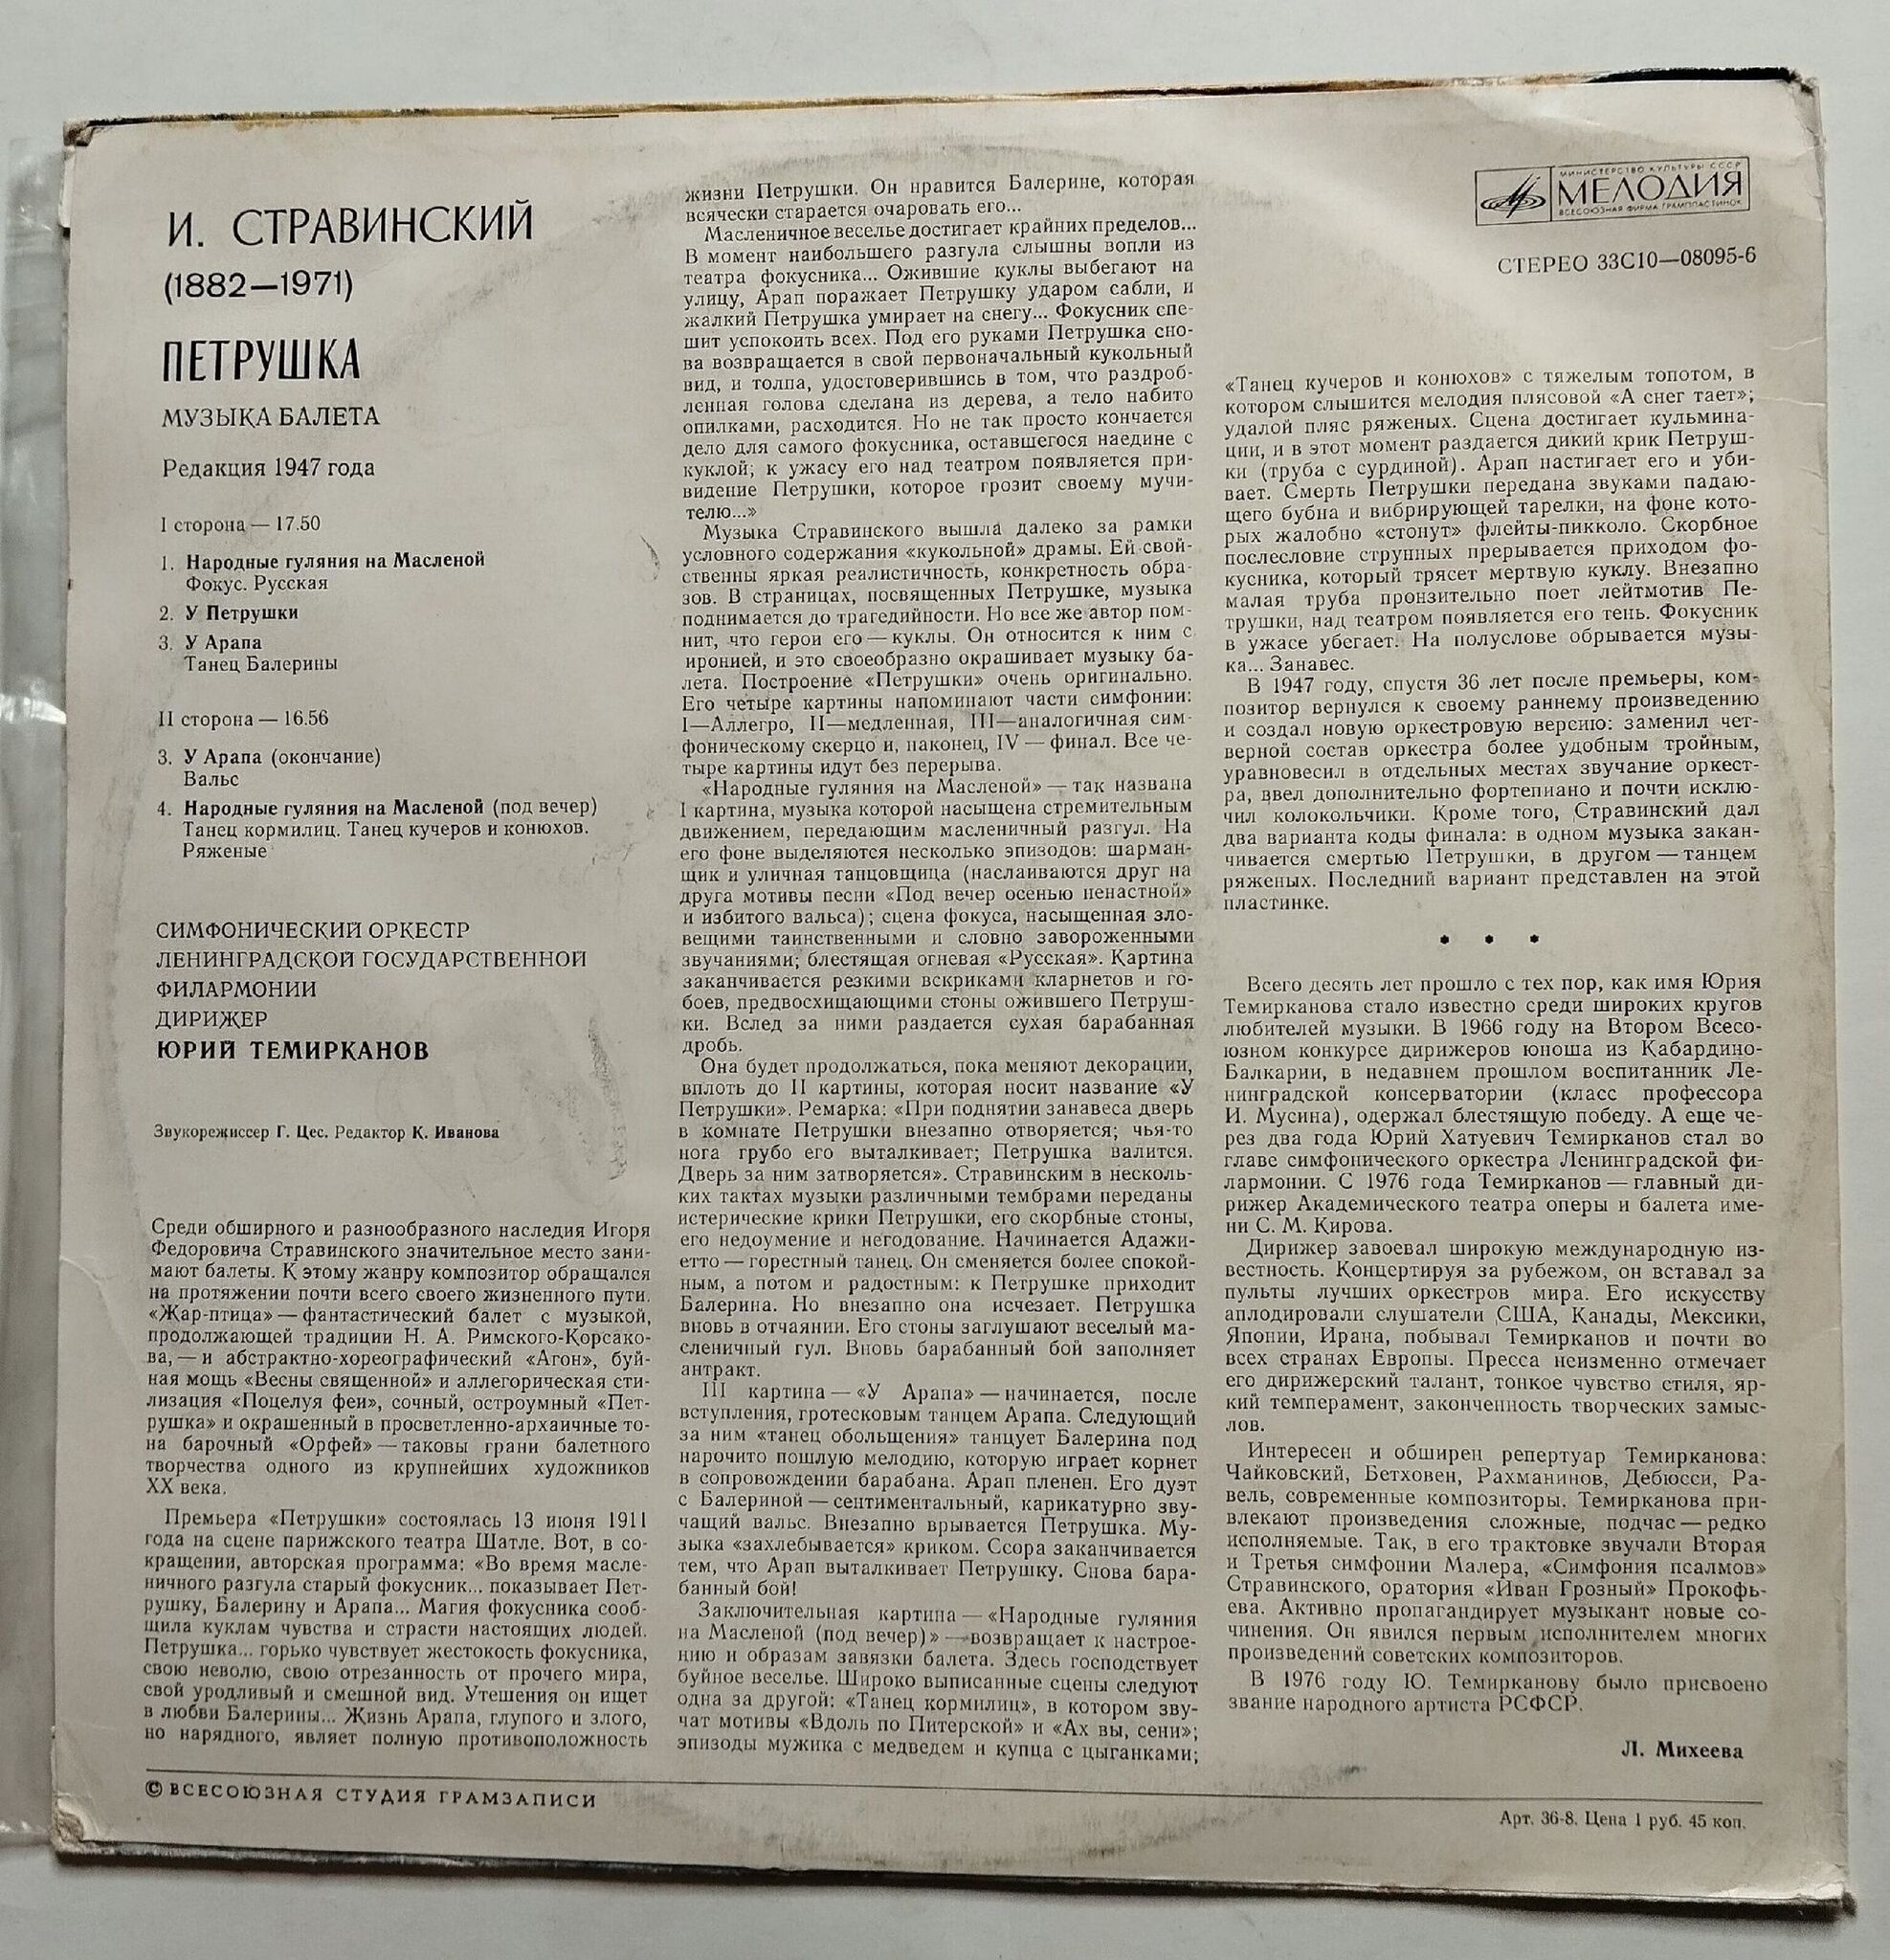 И. СТРАВИНСКИЙ
(1882—1971)
ПЕТРУШКА
МУЗЫКА БАЛЕТА
Редакция 1947 года
I сторона — 17.50
1. Народные гуляния на Масленой
Фокус. Русская
2. У Петрушки
3. У Арапа
Танец Балерины
II сторона — 16.56
3. У Арапа (окончание)
Вальс
4. Народные гуляния на Масленой (под вечер)
Танец кормилиц. Танец кучеров и конюхов.
Ряженые
СИМФОНИЧЕСКИЙ ОРКЕСТР
ЛЕНИНГРАДСКОЙ ГОСУДАРСТВЕННОЙ
ФИЛАРМОНИИ
ДИРИЖЕР
ЮРИЙ ТЕМИРКАНОВ
Звукорежиссер Г. Цес. Редактор К. Иванова
Среди обширного и разнообразного наследия Игоря
Федоровича Стравинского значительное место зани-
мают балеты. К этому жанру композитор обращался
на протяжении почти всего своего жизненного пути.
«Жар-птица» — фантастический балет с музыкой,
продолжающей традиции Н. А. Римского-Корсако-
ва, — и абстрактно-хореографический «Агон», буй-
ная мощь «Весны священной» и аллегорическая сти-
лизация «Поцелуя феи», сочный, остроумный «Пет-
рушка» и окрашенный в просветленно-архаичные то-
на барочный «Орфей» — таковы грани балетного
творчества одного из крупнейших художников
XX века.
Премьера «Петрушки» состоялась 13 июня 1911
года на сцене парижского театра Шатле. Вот, в со-
кращении, авторская программа: «Во время масле-
ничного разгула старый фокусник... показывает Пет-
рушку, Балерину и Арапа... Магия фокусника сооб-
щила куклам чувства и страсти настоящих людей.
Петрушка... горько чувствует жестокость фокусника,
свою неволю, свою отрезанность от прочего мира,
свой уродливый и смешной вид. Утешения он ищет
в любви Балерины... Жизнь Арапа, глупого и злого,
но нарядного, являет полную противоположность
жизни Петрушки. Он нравится Балерине, которая
всячески старается очаровать его...
Масленичное веселье достигает крайних пределов...
В момент наибольшего разгула слышны вопли из
театра фокусника... Ожившие куклы выбегают на
улицу, Арап поражает Петрушку ударом сабли, и
жалкий Петрушка умирает на снегу... Фокусник спе-
шит успокоить всех. Под его руками Петрушка сно-
ва возвращается в свой первоначальный кукольный
вид, и толпа, удостоверившись в том, что раздроб-
ленная голова сделана из дерева, а тело набито
опилками, расходится. Но не так просто кончается
дело для самого фокусника, оставшегося наедине с
куклой; к ужасу его над театром появляется при-
видение Петрушки, которое грозит своему мучи-
телю...»
Музыка Стравинского вышла далеко за рамки
условного содержания «кукольной» драмы. Ей свой-
ственны яркая реалистичность, конкретность обра-
зов. В страницах, посвященных Петрушке, музыка
поднимается до трагедийности. Но все же автор пом-
нит, что герои его — куклы. Он относится к ним с
иронией, и это своеобразно окрашивает музыку ба-
лета. Построение «Петрушки» очень оригинально.
Его четыре картины напоминают части симфонии:
I—Аллегро, II—медленная, III—аналогичная сим-
фоническому скерцо и, наконец, IV — финал. Все че-
тыре картины идут без перерыва.
«Народные гуляния на Масленой» — так названа
I картина, музыка которой насыщена стремительным
движением, передающим масленичный разгул. На
его фоне выделяются несколько эпизодов: шарман-
щик и уличная танцовщица (наслаиваются друг на
друга мотивы песни «Под вечер осенью ненастной»
и избитого вальса); сцена фокуса, насыщенная зло-
вещими таинственными и словно завороженными
звучаниями; блестящая огневая «Русская». Картина
заканчивается резкими вскриками кларнетов и го-
боев, предвосхищающими стоны ожившего Петруш-
ки. Вслед за ними раздается сухая барабанная
дробь.
Она будет продолжаться, пока меняют декорации,
вплоть до II картины, которая носит название «У
Петрушки». Ремарка: «При поднятии занавеса дверь
в комнате Петрушки внезапно отворяется; чья-то
нога грубо его выталкивает; Петрушка валится.
Дверь за ним затворяется». Стравинским в несколь-
ких тактах музыки различными тембрами переданы
истерические крики Петрушки, его скорбные стоны,
его недоумение и негодование. Начинается Адажи-
етто — горестный танец. Он сменяется более спокой-
ным, а потом и радостным: к Петрушке приходит
Балерина. Но внезапно она исчезает. Петрушка
вновь в отчаянии. Его стоны заглушают веселый ма-
сленичный гул. Вновь барабанный бой заполняет
антракт.
III картина — «У Арапа» — начинается, после
вступления, гротесковым танцем Арапа. Следующий
за ним «танец обольщения» танцует Балерина под
нарочито пошлую мелодию, которую играет корнет
в сопровождении барабана. Арап пленен. Его дуэт
с Балериной — сентиментальный, карикатурно зву-
чащий вальс. Внезапно врывается Петрушка. Му-
зыка «захлебывается» криком. Ссора заканчивается
тем, что Арап выталкивает Петрушку. Снова бара-
банный бой!
Заключительная картина — «Народные гуляния
на Масленой (под вечер)» — возвращает к настрое-
нию и образам завязки балета. Здесь господствует
буйное веселье. Широко выписанные сцены следуют
одна за другой: «Танец кормилиц», в котором зву-
чат мотивы «Вдоль по Питерской» и «Ах вы, сени»;
эпизоды мужика с медведем и купца с цыганками;
МИНИСТЕРСТВО КУЛЬТУРЫ СССР
МЕЛОДИЯ
ВСЕСОЮЗНАЯ ФИРМА ГРАМПЛАСТИНОК
СТЕРЕО 33С10—08095-6
«Танец кучеров и конюхов» с тяжелым топотом, в
котором слышится мелодия плясовой «А снег тает»;
удалой пляс ряженых. Сцена достигает кульмина-
ции, и в этот момент раздается дикий крик Петруш-
ки (труба с сурдиной). Арап настигает его и уби-
вает. Смерть Петрушки передана звуками падаю-
щего бубна и вибрирующей тарелки, на фоне кото-
рых жалобно «стонут» флейты-пикколо. Скорбное
послесловие струнных прерывается приходом фо-
кусника, который трясет мертвую куклу. Внезапно
малая труба пронзительно поет лейтмотив Пе-
трушки, над театром появляется его тень. Фокусник
в ужасе убегает. На полуслове обрывается музы-
ка... Занавес.
В 1947 году, спустя 36 лет после премьеры, ком-
позитор вернулся к своему раннему произведению
и создал новую оркестровую версию: заменил чет-
верной состав оркестра более удобным тройным,
уравновесил в отдельных местах звучание оркест-
ра, ввел дополнительно фортепиано и почти исклю-
чил колокольчики. Кроме того, Стравинский дал
два варианта коды финала: в одном музыка закан-
чивается смертью Петрушки, в другом — танцем
ряженых. Последний вариант представлен на этой
пластинке.
• • •
Всего десять лет прошло с тех пор, как имя Юрия
Темирканова стало известно среди широких кругов
любителей музыки. В 1966 году на Втором Всесо-
юзном конкурсе дирижеров юноша из Кабардино-
Балкарии, в недавнем прошлом воспитанник Ле-
нинградской консерватории (класс профессора
И. Мусина), одержал блестящую победу. А еще че-
рез два года Юрий Хатуевич Темирканов стал во
главе симфонического оркестра Ленинградской фи-
лармонии. С 1976 года Темирканов — главный ди-
рижер Академического театра оперы и балета име-
ни С. М. Кирова.
Дирижер завоевал широкую международную из-
вестность. Концертируя за рубежом, он вставал за
пульты лучших оркестров мира. Его искусству
аплодировали слушатели США, Канады, Мексики,
Японии, Ирана, побывал Темирканов и почти во
всех странах Европы. Пресса неизменно отмечает
его дирижерский талант, тонкое чувство стиля, яр-
кий темперамент, законченность творческих замыс-
лов.
Интересен и обширен репертуар Темирканова:
Чайковский, Бетховен, Рахманинов, Дебюсси, Ра-
вель, современные композиторы. Темирканова при-
влекают произведения сложные, подчас — редко
исполняемые. Так, в его трактовке звучали Вторая
и Третья симфонии Малера, «Симфония псалмов»
Стравинского, оратория «Иван Грозный» Прокофь-
ева. Активно пропагандирует музыкант новые со-
чинения. Он явился первым исполнителем многих
произведений советских композиторов.
В 1976 году Ю. Темирканову было присвоено
звание народного артиста РСФСР.
Л. Михеева
© ВСЕСОЮЗНАЯ СТУДИЯ ГРАМЗАПИСИ
Арт. 36-8. Цена 1 руб. 45 коп.